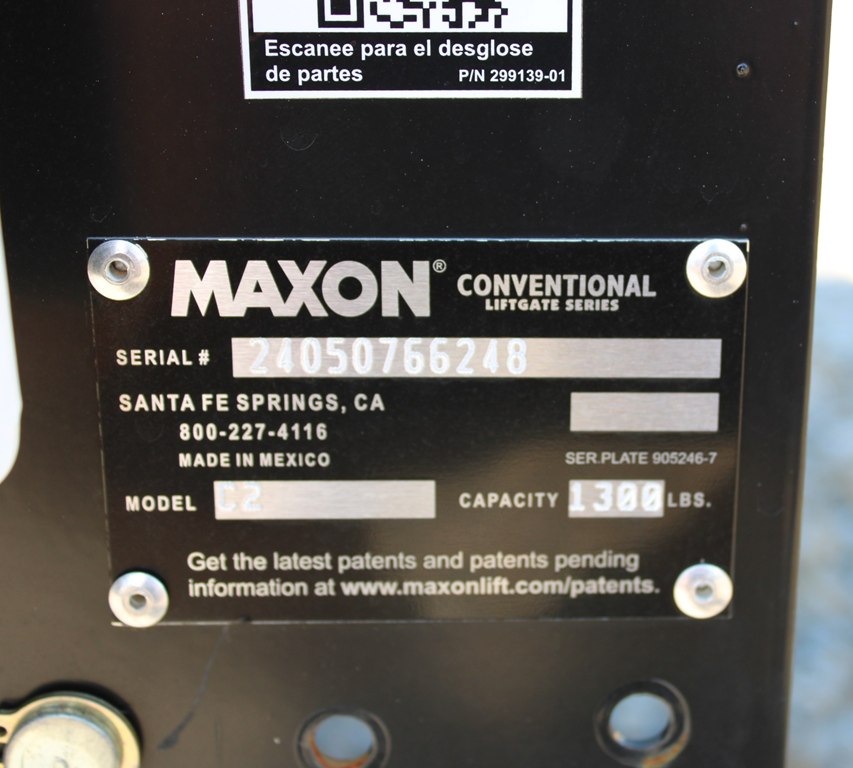 Escanee para el desglose
de partes P/N 299139-01
MAXON® CONVENTIONAL
LIFTGATE SERIES
SERIAL # 24050766248
SANTA FE SPRINGS, CA
800-227-4116
MADE IN MEXICO
SER.PLATE 905246-7
MODEL C2 CAPACITY 1300 LBS.
Get the latest patents and patents pending
information at www.maxonlift.com/patents.